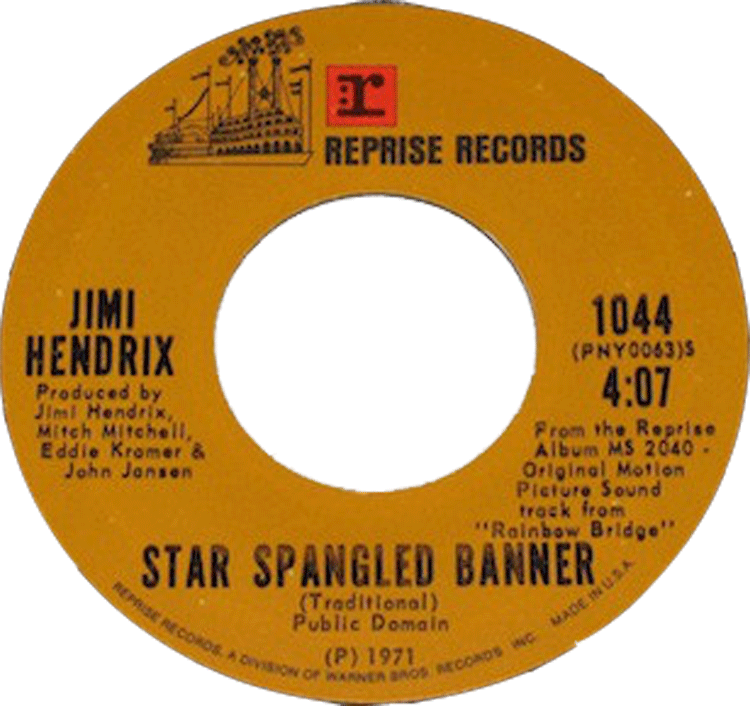 r:
REPRISE RECORDS
JIMI
HENDRIX
Produced by
Jimi Hendrix,
Mitch Mitchell,
Eddie Kramer &
John Jansen
1044
(PNY0063)S
4:07
From the Reprise
Album MS 2040 -
Original Motion
Picture Sound
track from
"Rainbow Bridge"
STAR SPANGLED BANNER
(Traditional)
Public Domain
(P) 1971
REPRISE RECORDS, A DIVISION OF WARNER BROS. RECORDS, INC. MADE IN U.S.A.